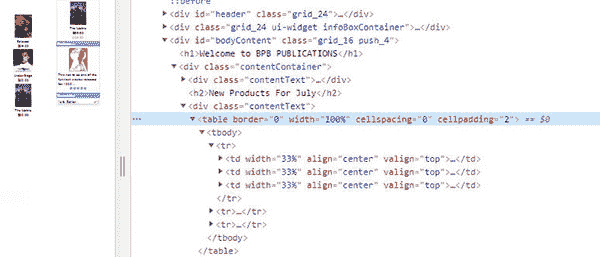 ::before
<div id="header" class="grid_24">…</div>
<div class="grid_24 ui-widget infoBoxContainer">…</div>
<div id="bodyContent" class="grid_16 push_4">
<h1>Welcome to BPB PUBLICATIONS</h1>
<div class="contentContainer">
<div class="contentText">…</div>
<h2>New Products For July</h2>
<div class="contentText">
<table border="0" width="100%" cellspacing="0" cellpadding="2"> == $0
<tbody>
<tr>
<td width="33%" align="center" valign="top">…</td>
<td width="33%" align="center" valign="top">…</td>
<td width="33%" align="center" valign="top">…</td>
</tr>
<tr>…</tr>
<tr>…</tr>
</tbody>
</table>